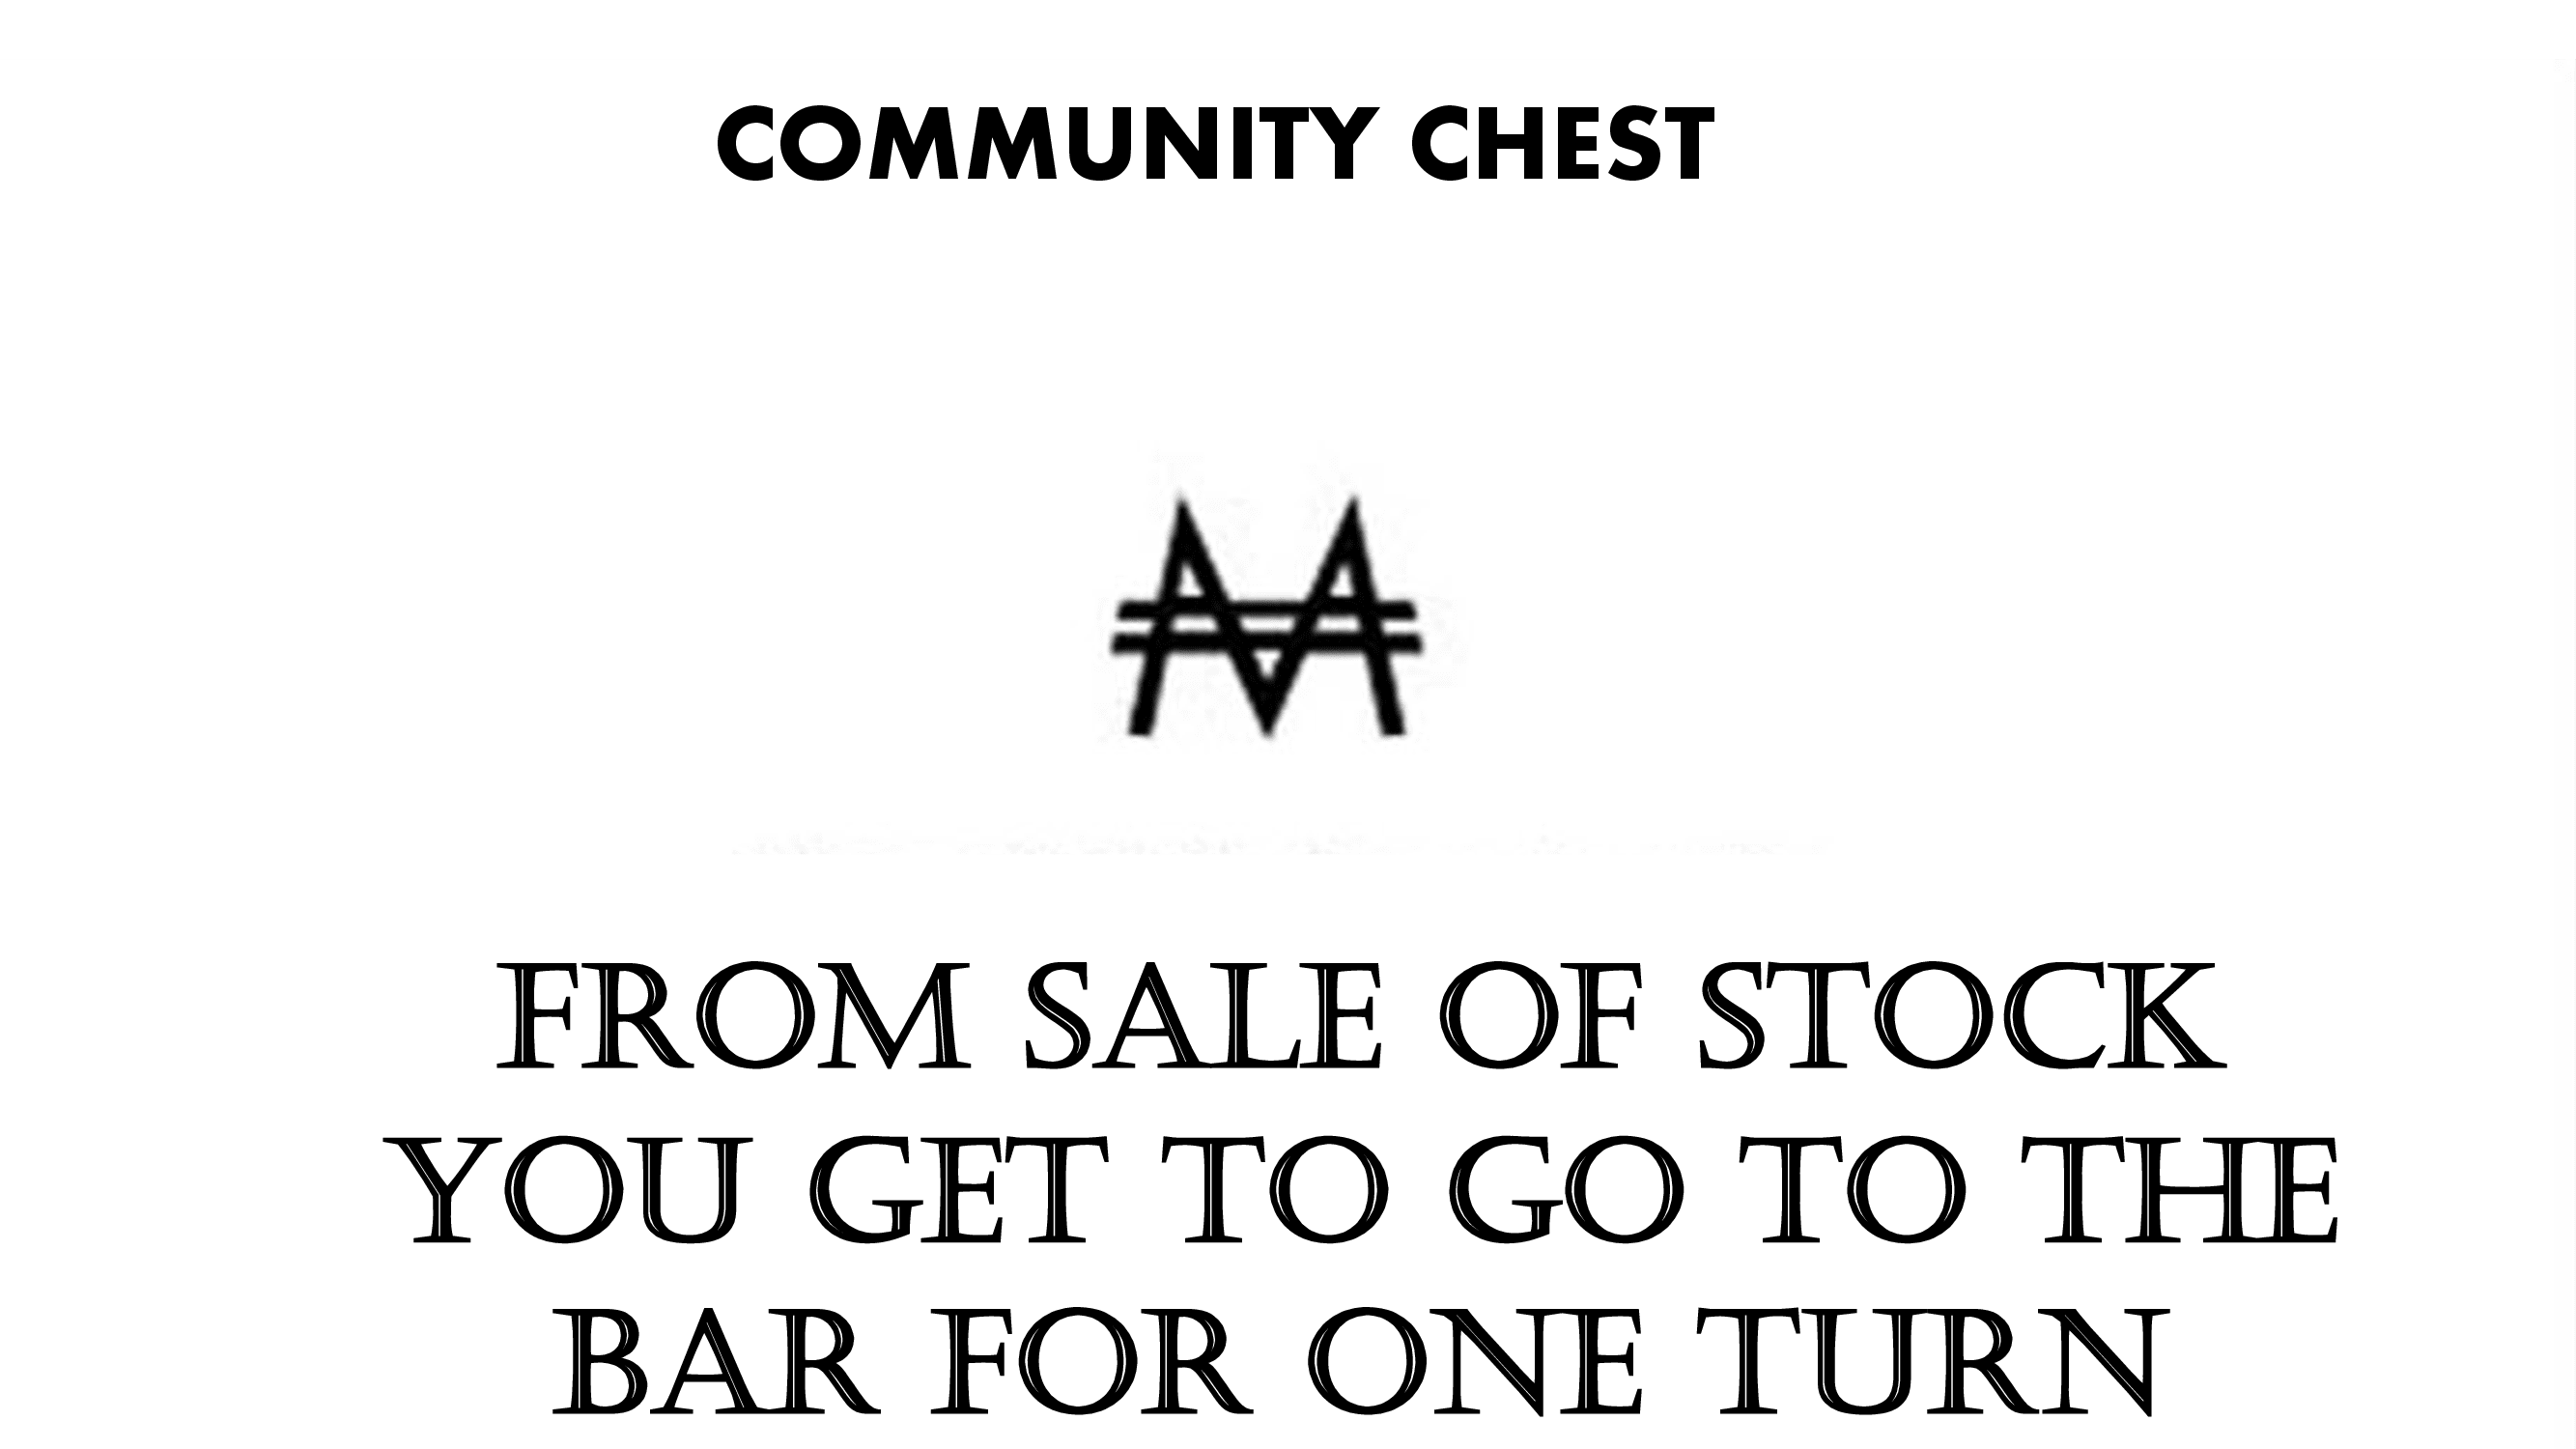 COMMUNITY CHEST
FROM SALE OF STOCK
YOU GET TO GO TO THE
BAR FOR ONE TURN